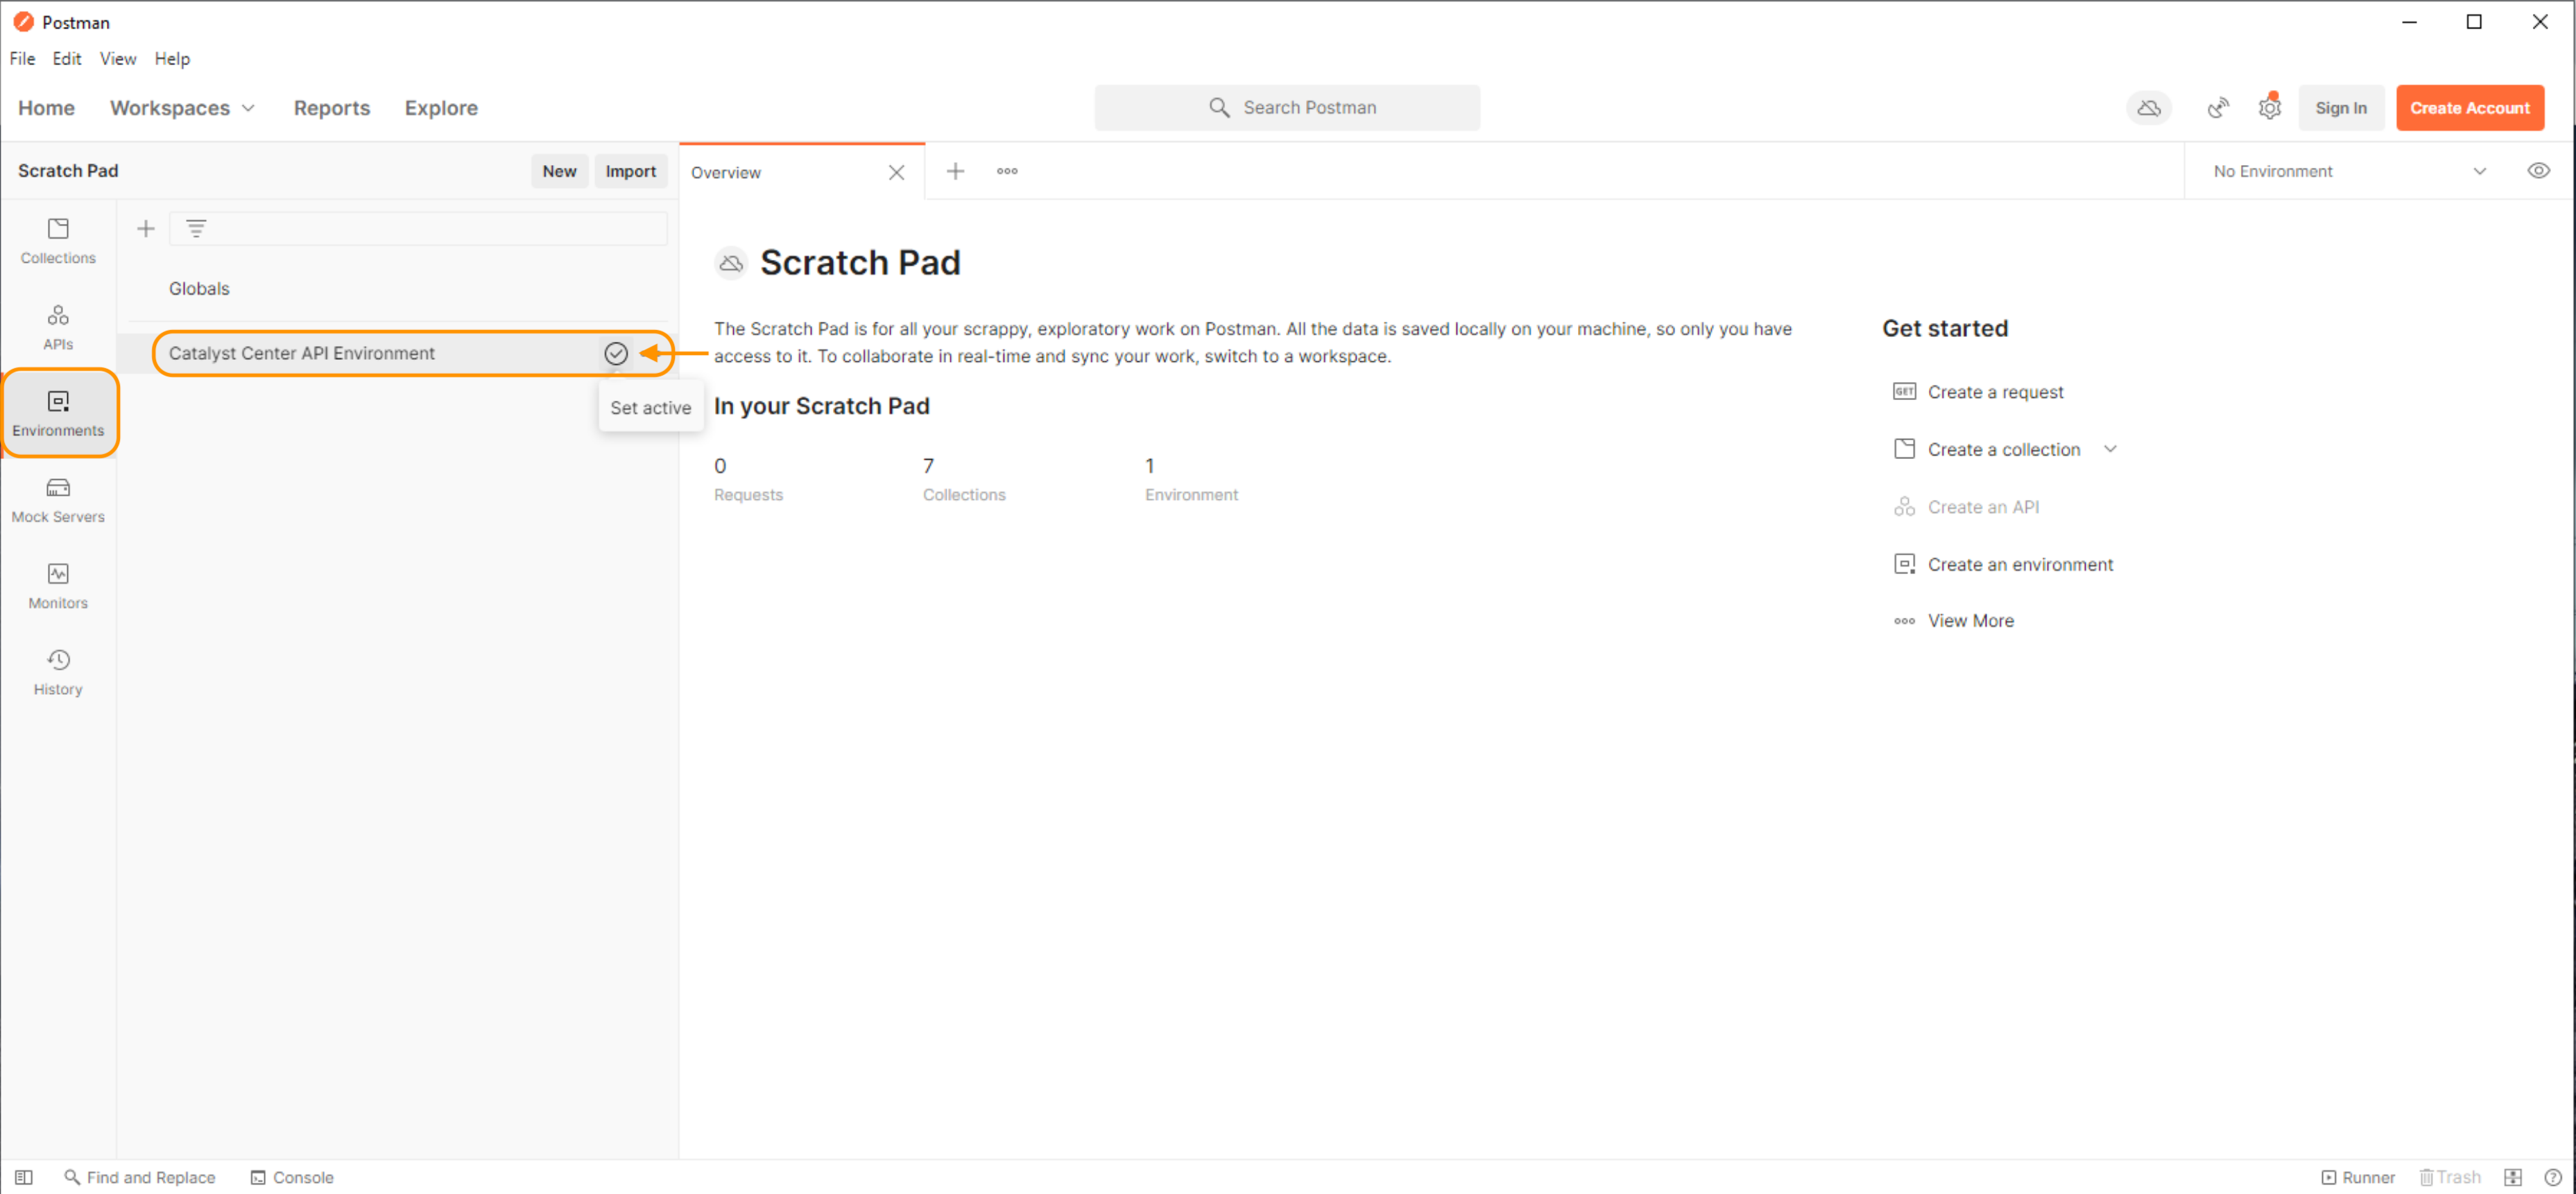 Postman
File Edit View Help
Home Workspaces Reports Explore
Search Postman
Sign In
Create Account
Scratch Pad
New
Import
Overview
No Environment
Collections
APIs
Environments
Mock Servers
Monitors
History
Globals
Catalyst Center API Environment
Set active
Scratch Pad
The Scratch Pad is for all your scrappy, exploratory work on Postman. All the data is saved locally on your machine, so only you have
access to it. To collaborate in real-time and sync your work, switch to a workspace.
In your Scratch Pad
0 7 1
Requests Collections Environment
Get started
GET Create a request
Create a collection
Create an API
Create an environment
View More
Find and Replace Console
Runner Trash